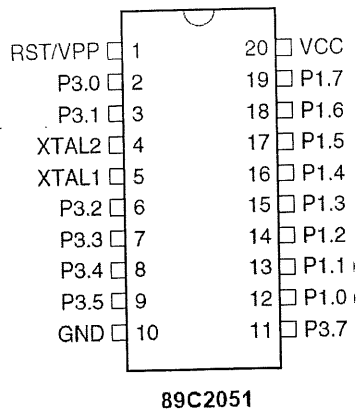 RST/VPP 1 20 VCC
P3.0 2 19 P1.7
P3.1 3 18 P1.6
XTAL2 4 17 P1.5
XTAL1 5 16 P1.4
P3.2 6 15 P1.3
P3.3 7 14 P1.2
P3.4 8 13 P1.1
P3.5 9 12 P1.0
GND 10 11 P3.7
89C2051